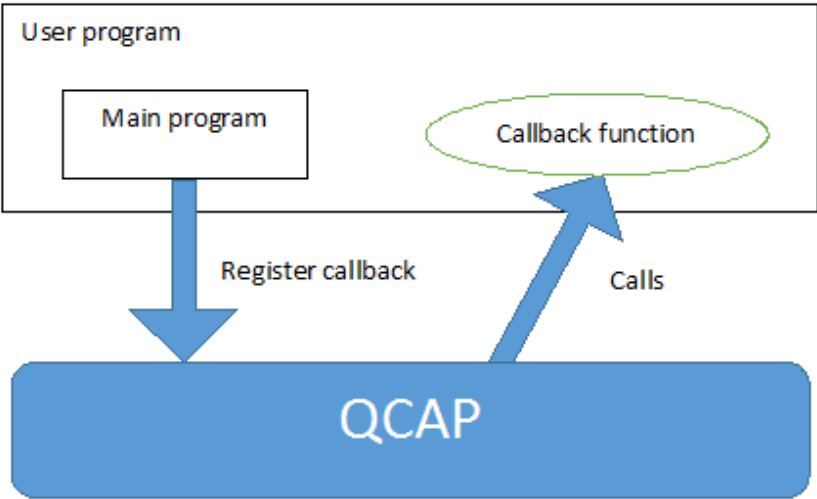 User program
Main program
Callback function
Register callback
Calls
QCAP